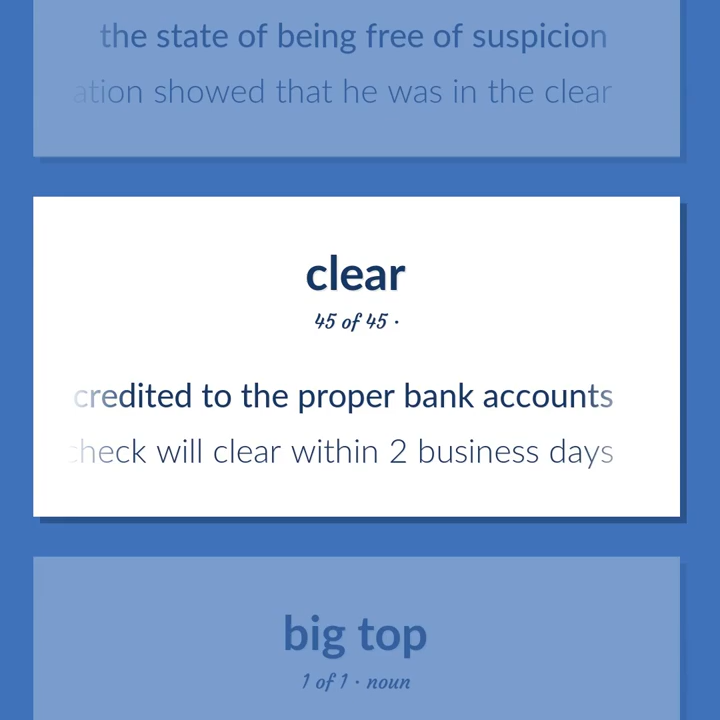 the state of being free of suspicion
ation showed that he was in the clear
clear
45 of 45 ·
credited to the proper bank accounts
check will clear within 2 business days
big top
1 of 1 · noun